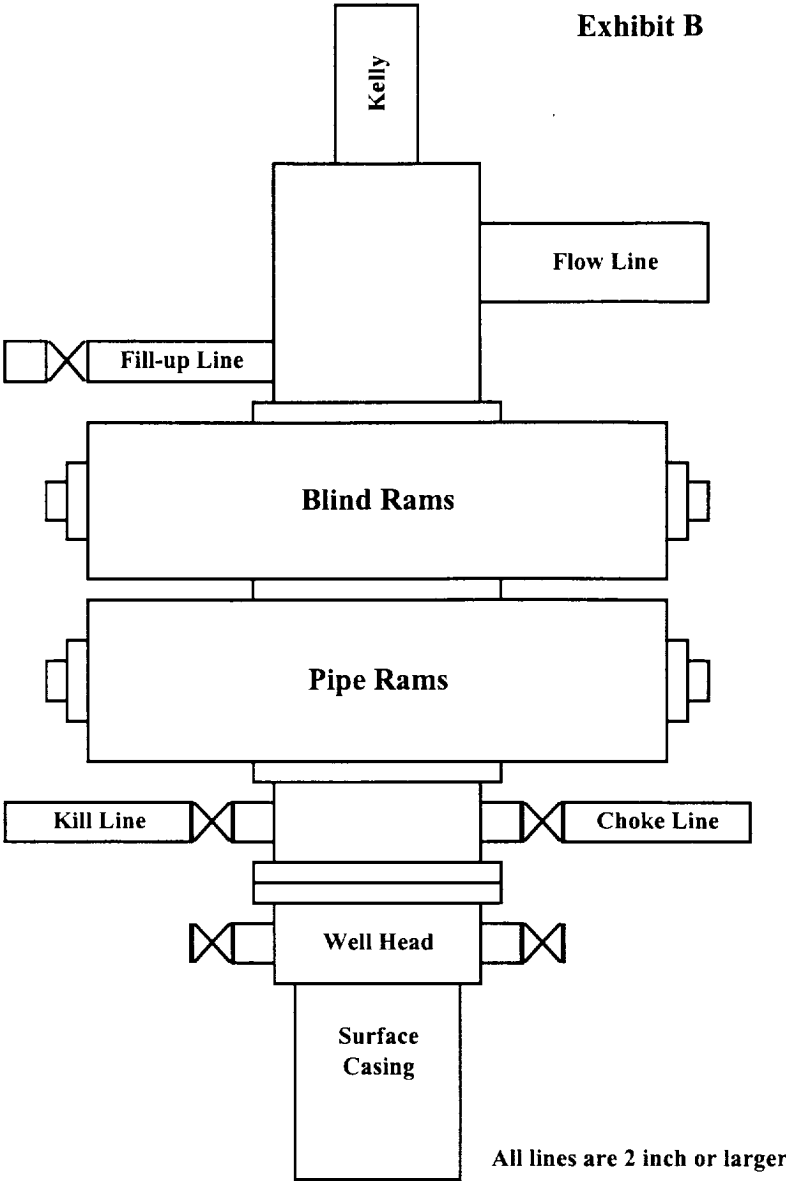 Exhibit B
Kelly
Flow Line
Fill-up Line
Blind Rams
Pipe Rams
Kill Line
Choke Line
Well Head
Surface
Casing
All lines are 2 inch or larger